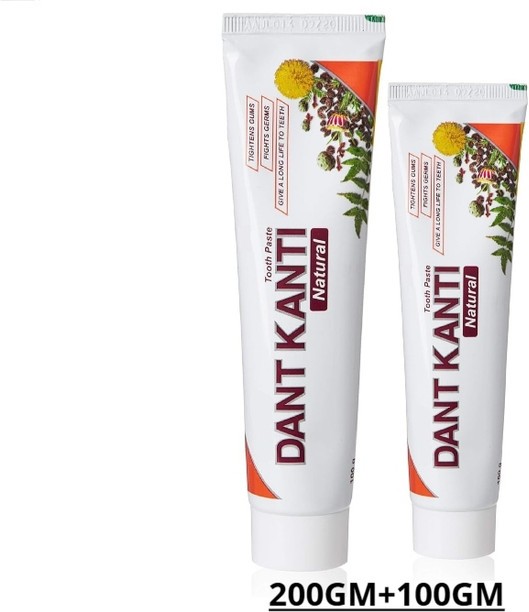 TIGHTENS GUMS
FIGHTS GERMS
GIVE A LONG LIFE TO TEETH
Tooth Paste
DANT KANTI
Natural
TIGHTENS GUMS
FIGHTS GERMS
GIVE A LONG LIFE TO TEETH
Tooth Paste
DANT KANTI
Natural
200GM+100GM